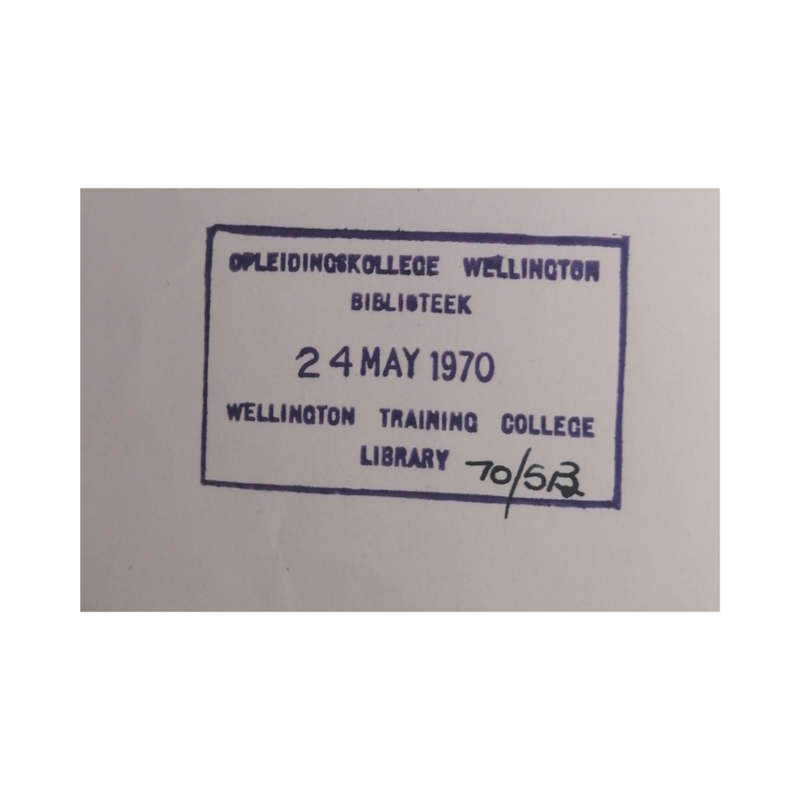 OPLEIDINGSKOLLEGE WELLINGTON
BIBLIOTEEK
24 MAY 1970
WELLINGTON TRAINING COLLEGE
LIBRARY 70/5B